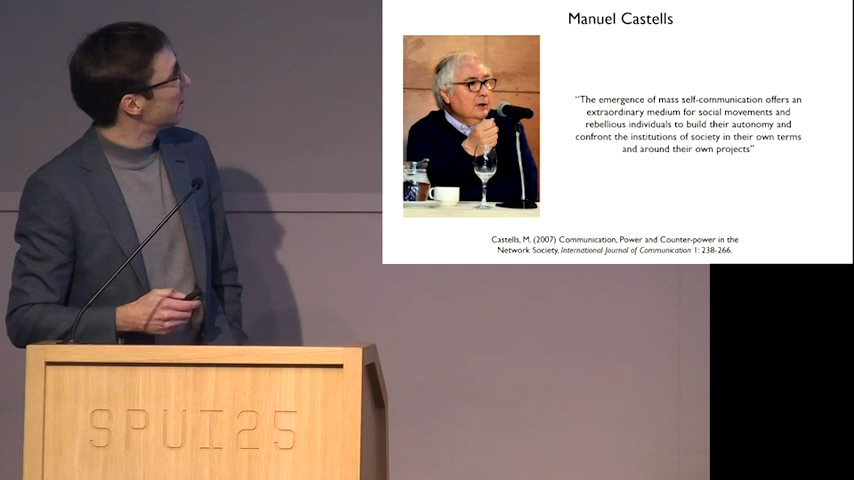 Manuel Castells
“The emergence of mass self-communication offers an
extraordinary medium for social movements and
rebellious individuals to build their autonomy and
confront the institutions of society in their own terms
and around their own projects”
Castells, M. (2007) Communication, Power and Counter-power in the
Network Society, International Journal of Communication 1: 238-266.
SPUI25